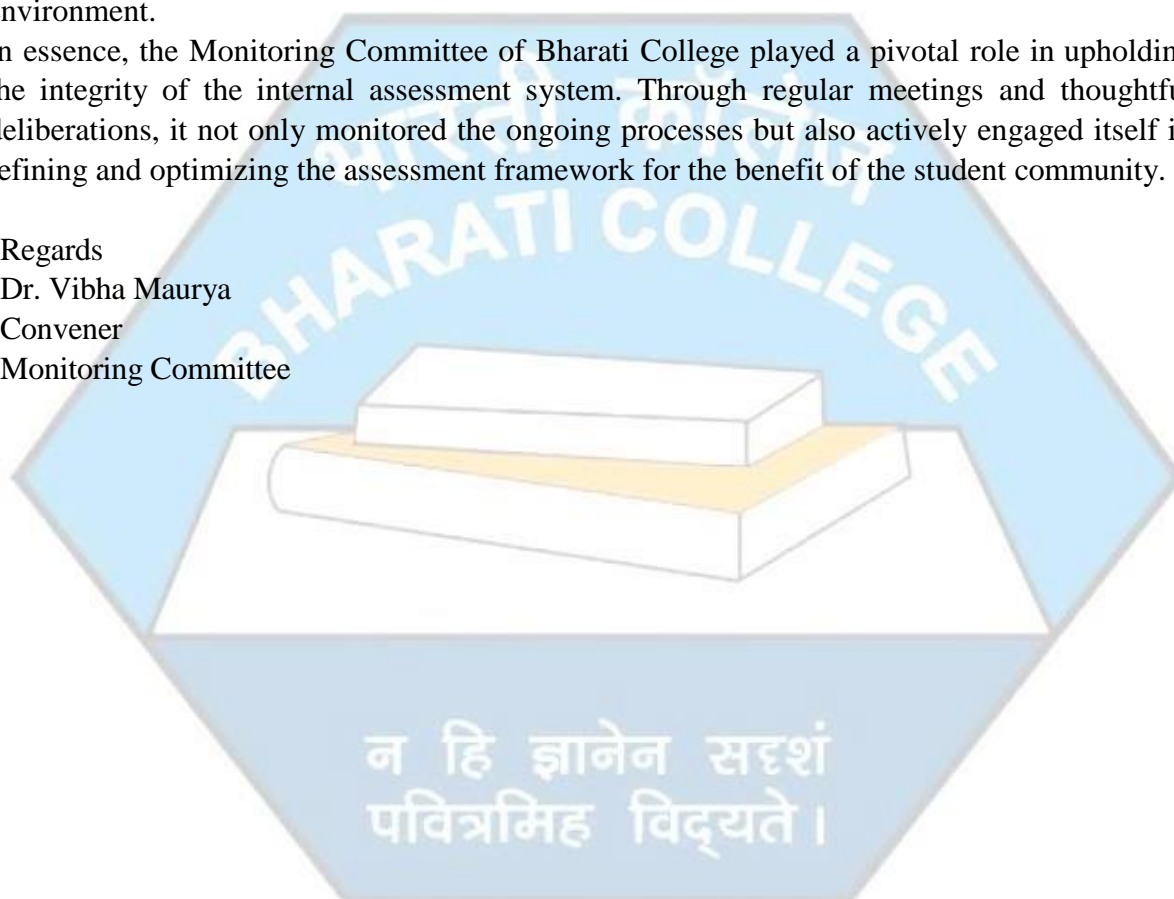 nvironment.
n essence, the Monitoring Committee of Bharati College played a pivotal role in upholdin
he integrity of the internal assessment system. Through regular meetings and thoughtfu
eliberations, it not only monitored the ongoing processes but also actively engaged itself i
efining and optimizing the assessment framework for the benefit of the student community.
Regards
Dr. Vibha Maurya
Convener
Monitoring Committee
भारती कॉलेज
BHARATI COLLEGE
न हि ज्ञानेन सदृशं
पवित्रमिह विद्यते।